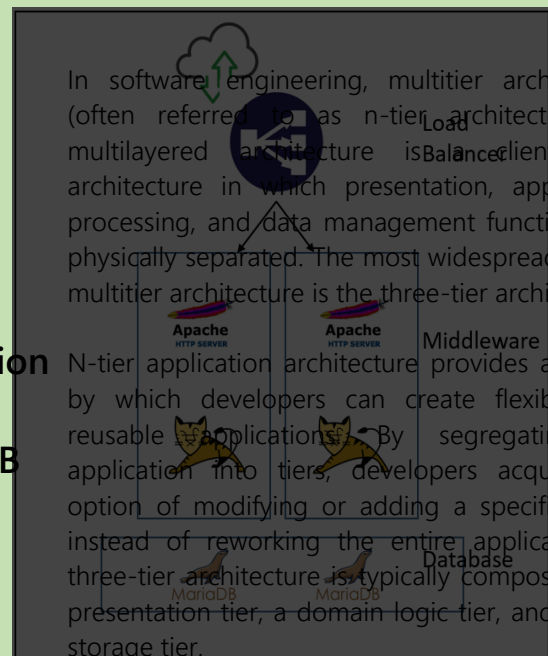 In software engineering, multitier arch
(often referred to as n-tier architect
multilayered architecture is a clien
architecture in which presentation, app
processing, and data management functi
physically separated. The most widespread
multitier architecture is the three-tier archi
N-tier application architecture provides a
by which developers can create flexib
reusable applications. By segregatin
application into tiers, developers acqu
option of modifying or adding a specif
instead of reworking the entire applica
three-tier architecture is typically compos
presentation tier, a domain logic tier, and
storage tier.
ion
B
Load
Balancer
Apache
HTTP SERVER
Apache
HTTP SERVER
Middleware
Database
MariaDB
MariaDB